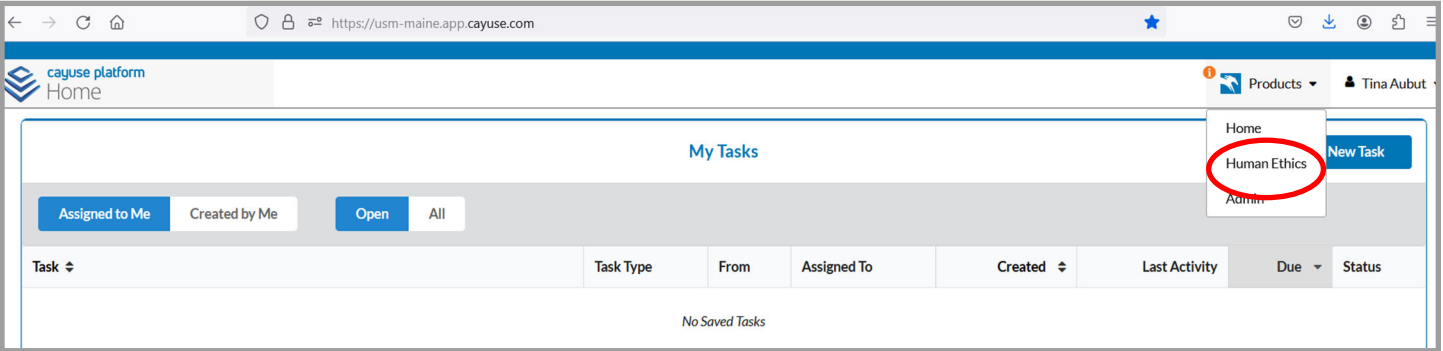 https://usm-maine.app.cayuse.com
cayuse platform
Home
Products
Tina Aubut
Home
Human Ethics
Admin
My Tasks
New Task
Assigned to Me
Created by Me
Open
All
Task
Task Type
From
Assigned To
Created
Last Activity
Due
Status
No Saved Tasks